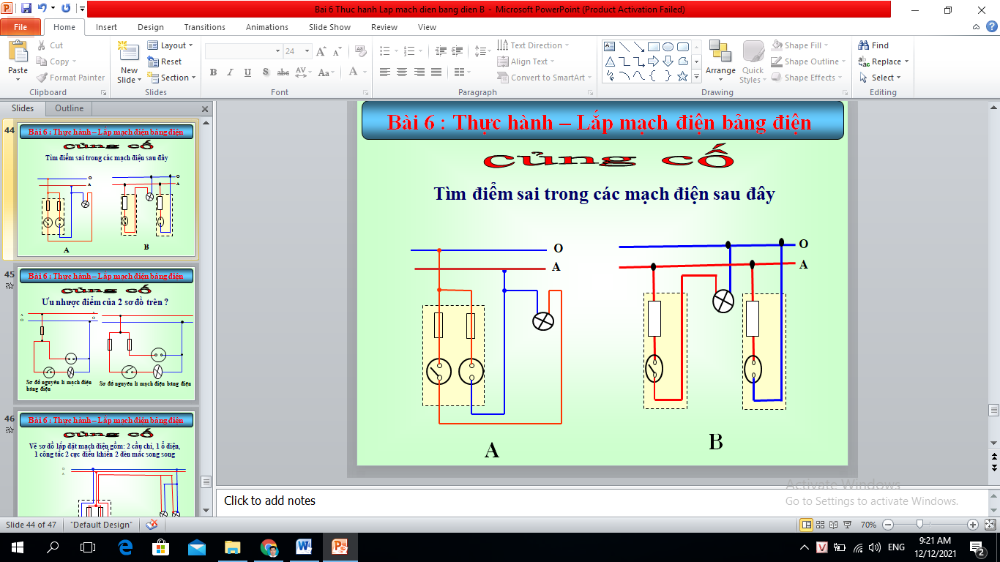 Bai 6 Thuc hanh Lap mach dien bang dien B - Microsoft PowerPoint (Product Activation Failed)
File Home Insert Design Transitions Animations Slide Show Review View
Paste
Cut
Copy
Format Painter
Clipboard
New Slide
Layout
Reset
Section
Slides
24
B I U S abc AV Aa A
Font
Text Direction
Align Text
Convert to SmartArt
Paragraph
Arrange
Quick Styles
Shape Fill
Shape Outline
Shape Effects
Drawing
Find
Replace
Select
Editing
Slides Outline
44
Bài 6 : Thực hành – Lắp mạch điện bảng điện
củng cố
Tìm điểm sai trong các mạch điện sau đây
O
A
O
A
A
B
45
Bài 6 : Thực hành – Lắp mạch điện bảng điện
củng cố
Ưu nhược điểm của 2 sơ đồ trên ?
A
O
A
O
Sơ đồ nguyên lí mạch điện bảng điện
Sơ đồ nguyên lí mạch điện bảng điện
46
Bài 6 : Thực hành – Lắp mạch điện bảng điện
củng cố
Vẽ sơ đồ lắp đặt mạch điện gồm: 2 cầu chì, 1 ổ điện,
1 công tắc 2 cực điều khiển 2 đèn mắc song song
O
A
Bài 6 : Thực hành – Lắp mạch điện bảng điện
củng cố
Tìm điểm sai trong các mạch điện sau đây
O
A
O
A
A
B
Click to add notes
Activate Windows
Go to Settings to activate Windows.
Slide 44 of 47
"Default Design"
70%
ENG
9:21 AM
12/12/2021
2